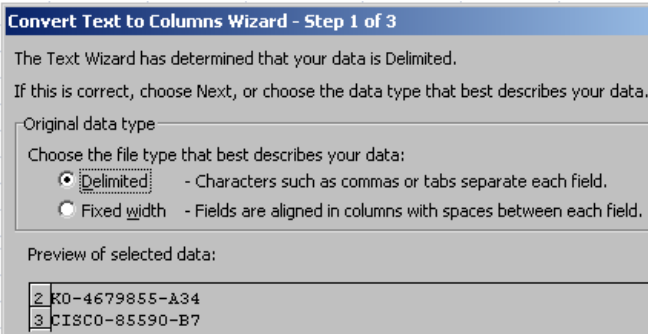 Convert Text to Columns Wizard - Step 1 of 3
The Text Wizard has determined that your data is Delimited.
If this is correct, choose Next, or choose the data type that best describes your data.
Original data type
Choose the file type that best describes your data:
Delimited - Characters such as commas or tabs separate each field.
Fixed width - Fields are aligned in columns with spaces between each field.
Preview of selected data:
2 KO-4679855-A34
3 CISCO-85590-B7